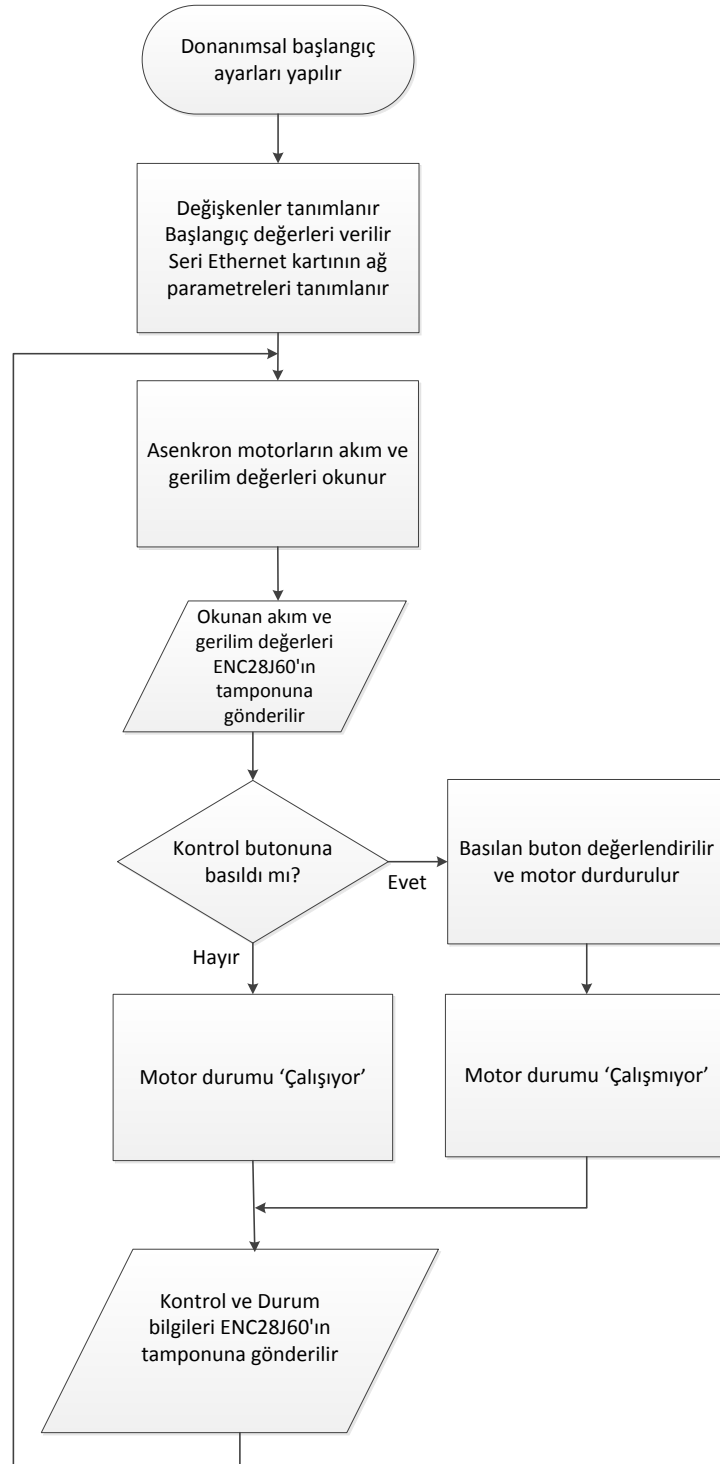 Donanımsal başlangıç
ayarları yapılır
Değişkenler tanımlanır
Başlangıç değerleri verilir
Seri Ethernet kartının ağ
parametreleri tanımlanır
Asenkron motorların akım ve
gerilim değerleri okunur
Okunan akım ve
gerilim değerleri
ENC28J60'ın
tamponuna
gönderilir
Kontrol butonuna
basıldı mı?
Evet
Basılan buton değerlendirilir
ve motor durdurulur
Hayır
Motor durumu ‘Çalışıyor’
Motor durumu ‘Çalışmıyor’
Kontrol ve Durum
bilgileri ENC28J60'ın
tamponuna gönderilir